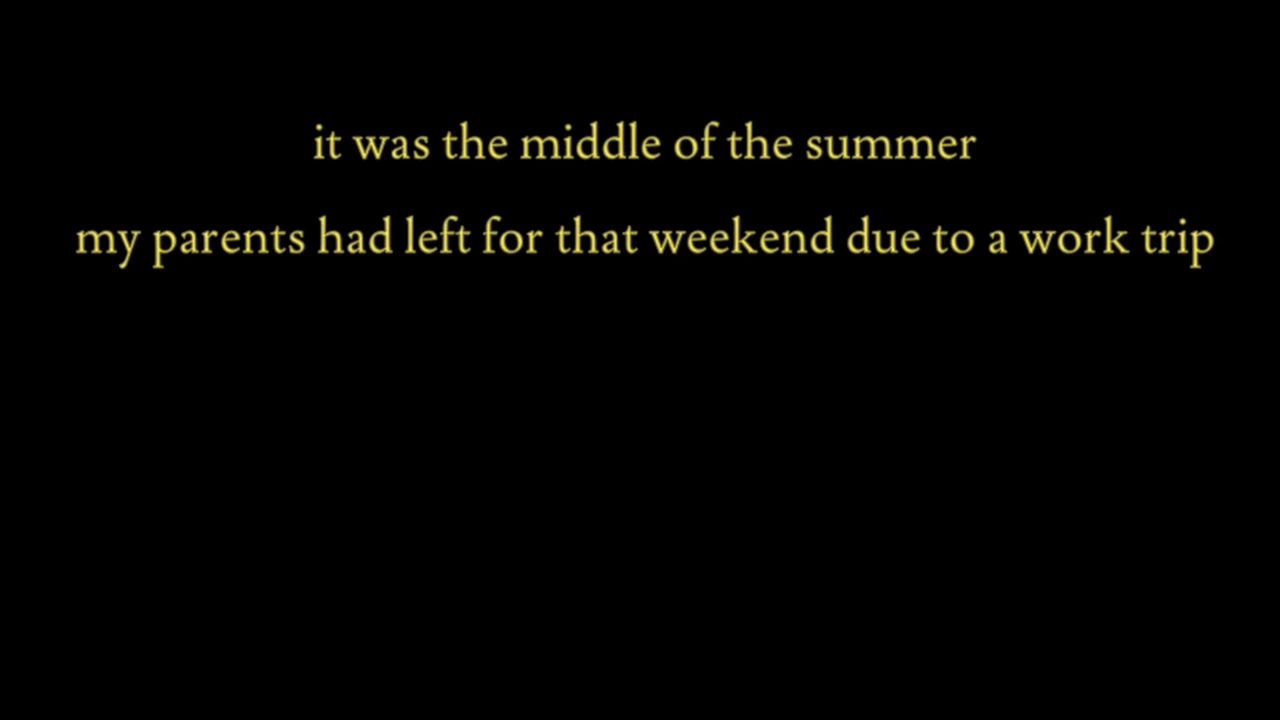 it was the middle of the summer
my parents had left for that weekend due to a work trip